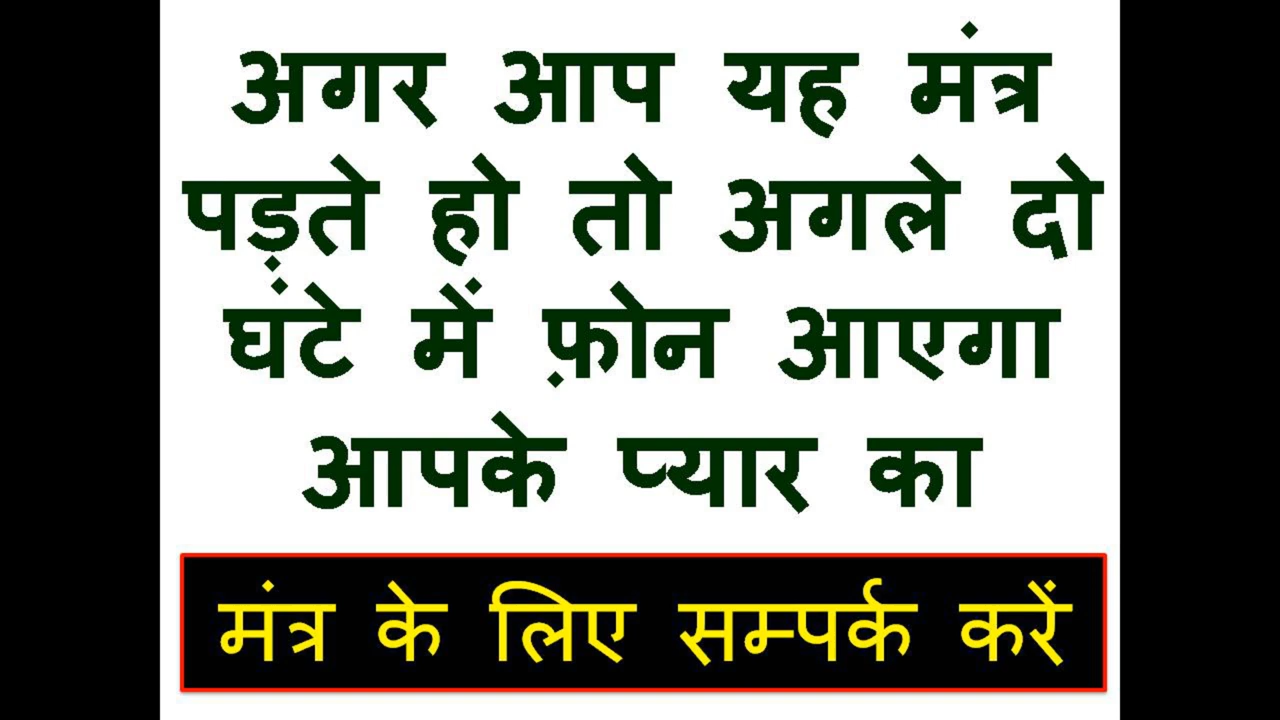 अगर आप यह मंत्र
पड़ते हो तो अगले दो
घंटे में फ़ोन आएगा
आपके प्यार का
मंत्र के लिए सम्पर्क करें